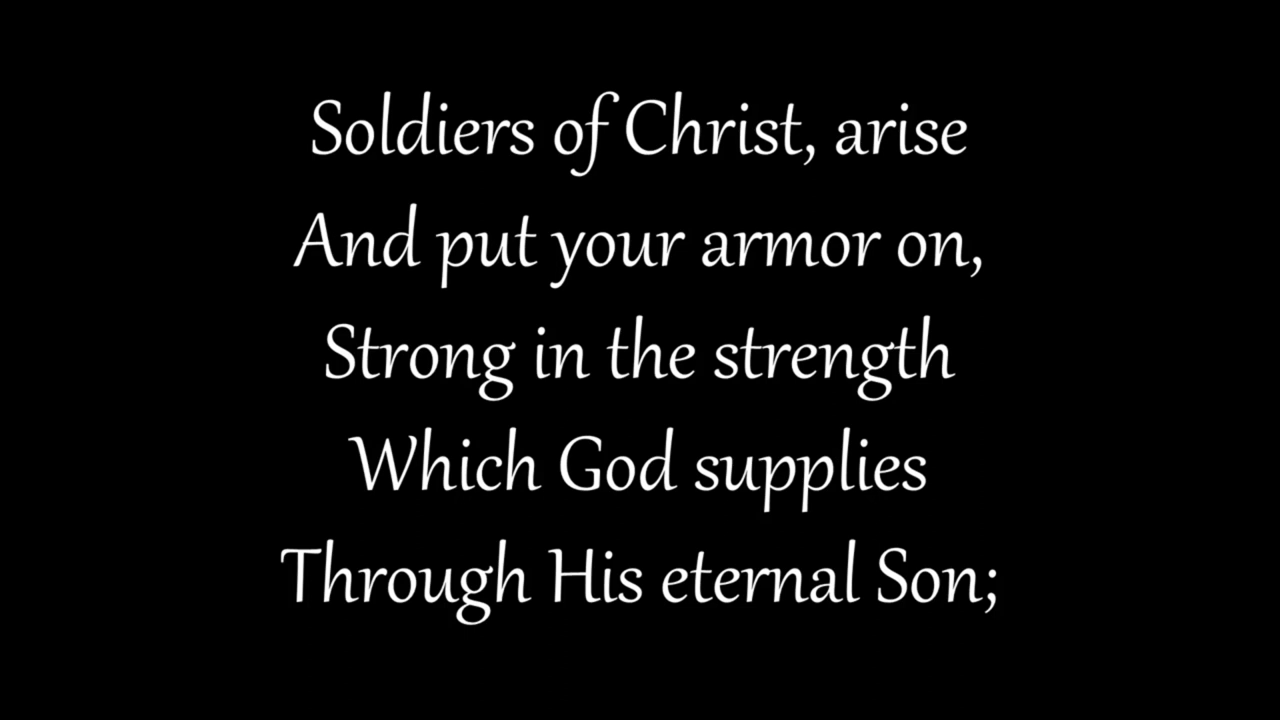 Soldiers of Christ, arise
And put your armor on,
Strong in the strength
Which God supplies
Through His eternal Son;